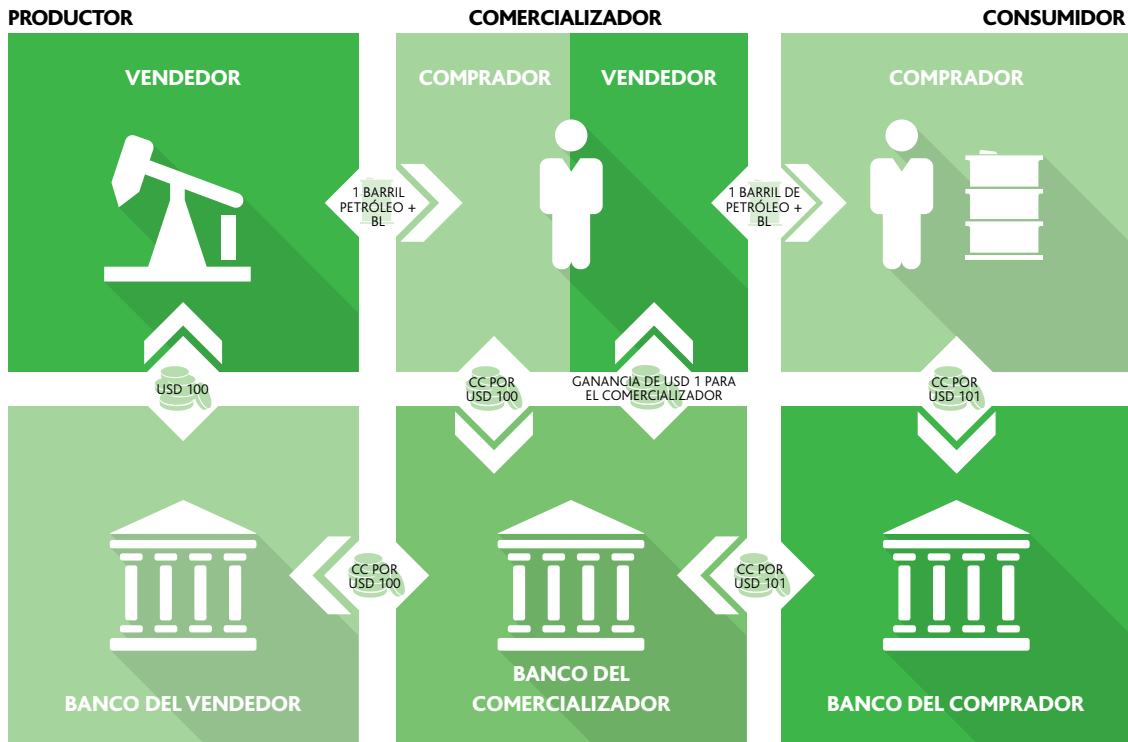 PRODUCTOR
COMERCIALIZADOR
CONSUMIDOR
VENDEDOR
COMPRADOR
VENDEDOR
COMPRADOR
1 BARRIL
PETRÓLEO +
BL
1 BARRIL DE
PETRÓLEO +
BL
USD 100
CC POR
USD 100
GANANCIA DE USD 1 PARA
EL COMERCIALIZADOR
CC POR
USD 101
CC POR
USD 100
CC POR
USD 101
BANCO DEL VENDEDOR
BANCO DEL
COMERCIALIZADOR
BANCO DEL COMPRADOR